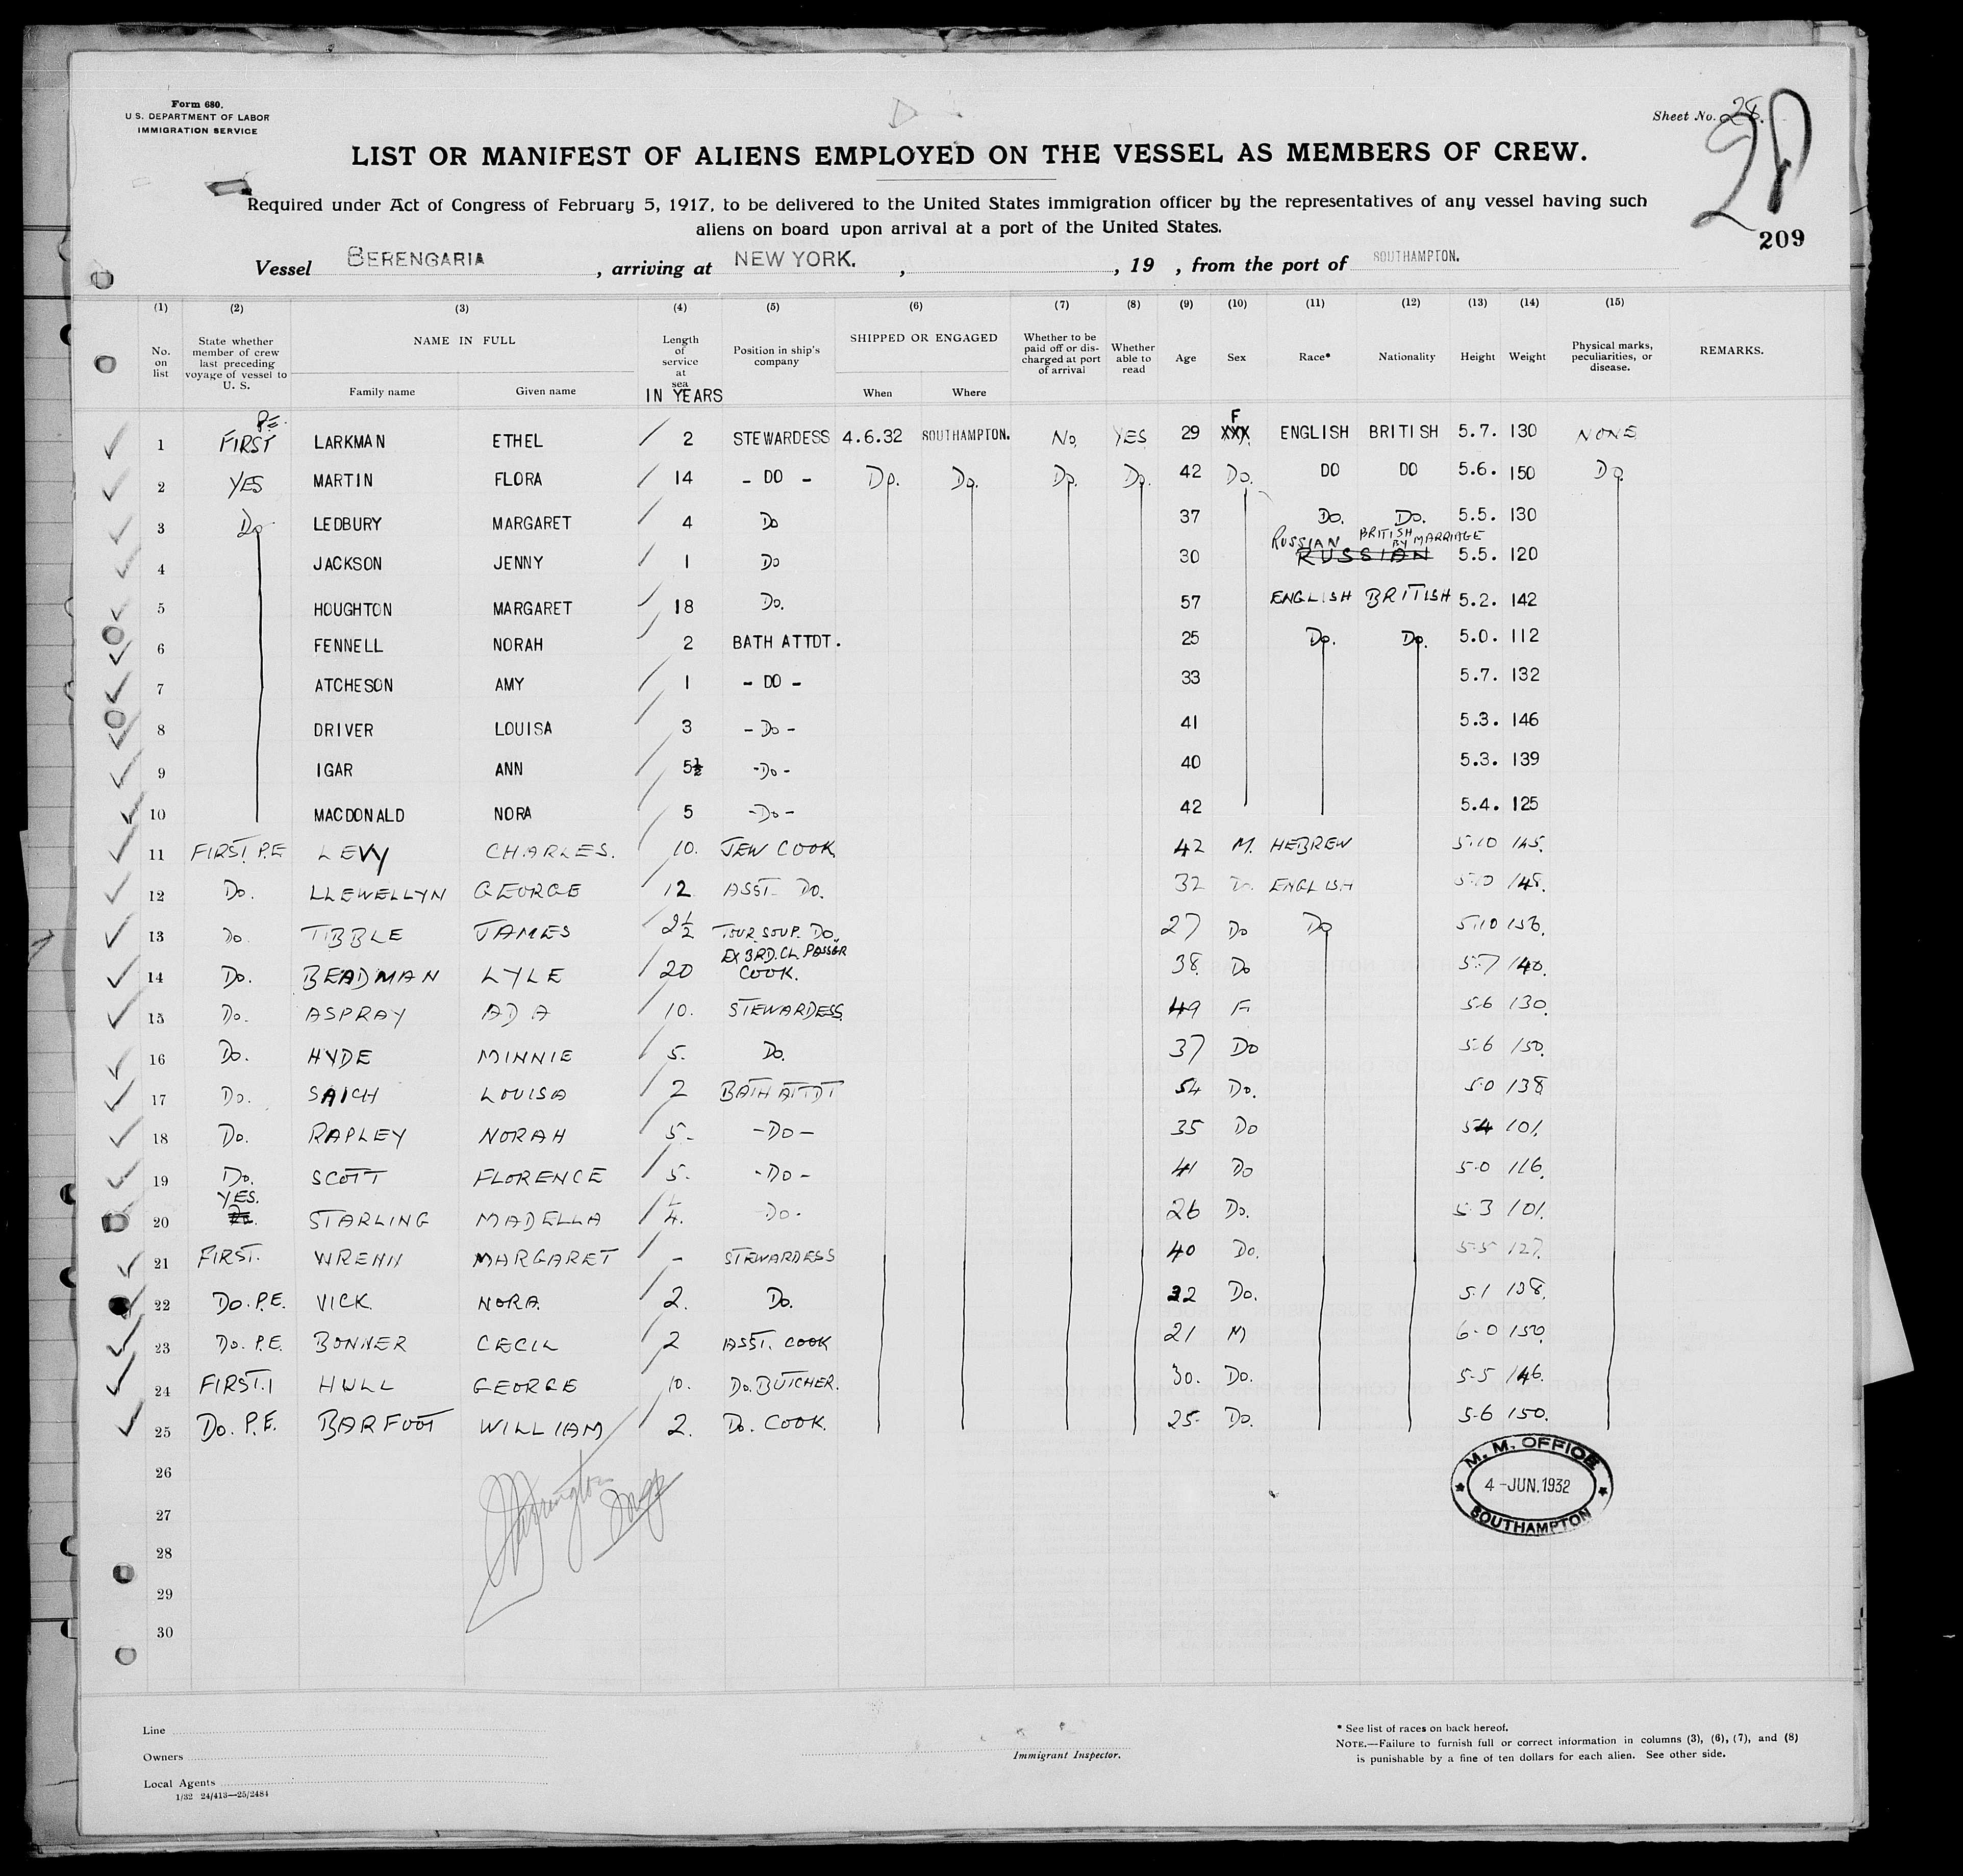 Form 680.
U.S. DEPARTMENT OF LABOR
IMMIGRATION SERVICE
Sheet No. 28.
LIST OR MANIFEST OF ALIENS EMPLOYED ON THE VESSEL AS MEMBERS OF CREW.
Required under Act of Congress of February 5, 1917, to be delivered to the United States immigration officer by the representatives of any vessel having such
aliens on board upon arrival at a port of the United States.
209
Vessel BERENGARIA, arriving at NEW YORK. , , 19 , from the port of SOUTHAMPTON.
(1) (2) (3) (4) (5) (6) (7) (8) (9) (10) (11) (12) (13) (14) (15)
No. on list State whether member of crew last preceding voyage of vessel to U. S. NAME IN FULL Family name Given name Length of service at sea IN YEARS Position in ship's company SHIPPED OR ENGAGED When Where Whether to be paid off or discharged at port of arrival Whether able to read Age Sex Race* Nationality Height Weight Physical marks, peculiarities, or disease. REMARKS.
1 FIRST P.E. LARKMAN ETHEL 2 STEWARDESS 4.6.32 SOUTHAMPTON. No. YES 29 F XXX ENGLISH BRITISH 5.7. 130 NONE
2 YES MARTIN FLORA 14 - DO - Do. Do. Do. Do. 42 Do. DO DO 5.6. 150 Do
3 Do LEDBURY MARGARET 4 Do 37 Do. Do. 5.5. 130
4 JACKSON JENNY 1 Do 30 RUSSIAN BRITISH BY MARRIAGE RUSSIAN 5.5. 120
5 HOUGHTON MARGARET 18 Do. 57 ENGLISH BRITISH 5.2. 142
6 FENNELL NORAH 2 BATH ATTDT. 25 Do. Do. 5.0. 112
7 ATCHESON AMY 1 - DO - 33 5.7. 132
8 DRIVER LOUISA 3 - Do - 41 5.3. 146
9 IGAR ANN 5½ - Do - 40 5.3. 139
10 MACDONALD NORA 5 - Do - 42 5.4. 125
11 FIRST P.E LEVY CHARLES. 10. JEW COOK 42 M. HEBREW 5.10 145.
12 Do. LLEWELLYN GEORGE 12 ASST. Do. 32 Do. ENGLISH 5.10 148.
13 Do. TIBBLE JAMES 2½ TOUR. SOUP. Do. 27 Do Do 5.10 156.
14 Do. BEADMAN LYLE 20 EX 3RD. CL PASSGR COOK. 38 Do 5.7 140.
15 Do. ASPRAY ADA 10. STEWARDESS. 49 F 5.6 130.
16 Do. HYDE MINNIE 5. Do. 37 Do 5.6 150.
17 Do. SAICH LOUISA 2 BATH ATTDT 54 Do. 5.0 138
18 Do. RAPLEY NORAH 5- - DO - 35 Do 5.4 101.
19 Do. SCOTT FLORENCE 5. - DO - 41 Do 5.0 116.
20 YES. Do. STARLING MADELLA ¼. Do. 26 Do. 5.3 101.
21 FIRST. WRENN MARGARET - STEWARDESS 40 Do. 5.5 127.
22 Do. P.E. VICK. NORA. 2. Do. 32 Do. 5.1 138.
23 Do. P.E. BONNER CECIL 2 ASST. COOK 21 M 6.0 150.
24 FIRST. HULL GEORGE 10. Do. BUTCHER. 30. Do. 5.5 146.
25 Do. P.E. BARFOOT WILLIAM 2. Do. COOK. 25. Do. 5.6 150.
26
27
28
29
30
M. M. OFFICE
4 -JUN. 1932
SOUTHAMPTON
Line
Owners
Local Agents
1/32 24/413—25/2484
Immigrant Inspector.
* See list of races on back hereof.
NOTE.—Failure to furnish full or correct information in columns (3), (6), (7), and (8)
is punishable by a fine of ten dollars for each alien. See other side.